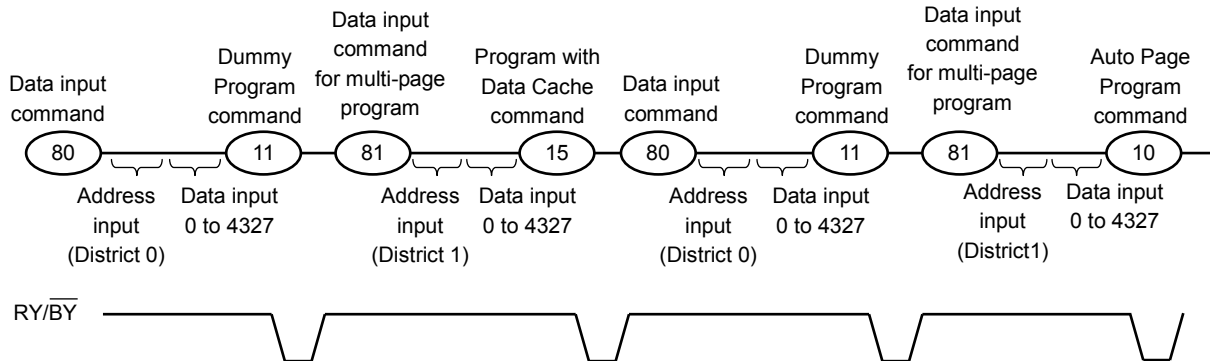 Data input
command
Dummy
Program
command
Data input
command
for multi-page
program
Program with
Data Cache
command
Data input
command
Dummy
Program
command
Data input
command
for multi-page
program
Auto Page
Program
command
80
11
81
15
80
11
81
10
Address
input
(District 0)
Data input
0 to 4327
Address
input
(District 1)
Data input
0 to 4327
Address
input
(District 0)
Data input
0 to 4327
Address
input
(District1)
Data input
0 to 4327
RY/B̅Y̅